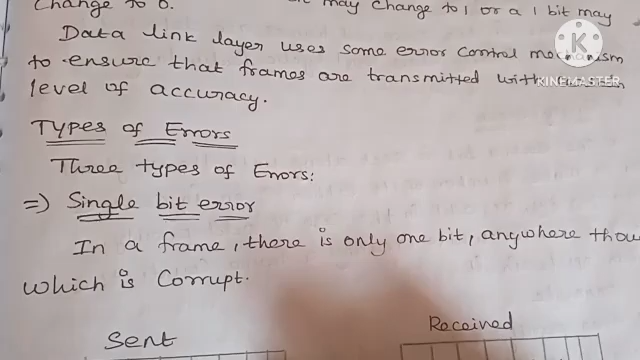 Change to 0. bit may change to 1 or a 1 bit may
Data link layer uses some error control
to ensure that frames are transmitted with
level of accuracy.
Types of Errors
Three types of Errors:
=) Single bit error
In a frame, there is only one bit, anywhere thou
which is Corrupt.
Sent
Received
KINEMASTER